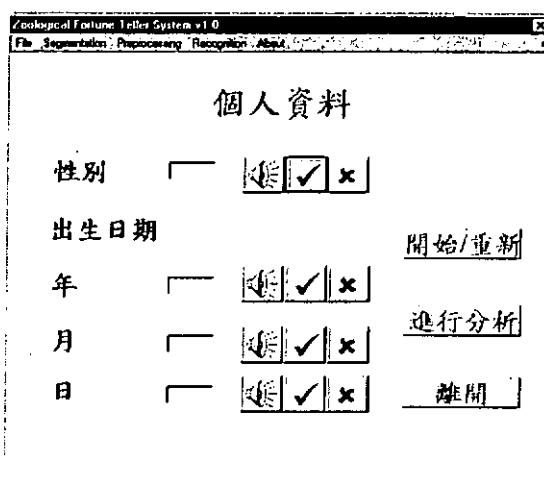 Zoological Fortune Teller System v1.0
File Segmentation Preprocessing Recognition About
個人資料
性別
出生日期
開始/重新
年
進行分析
月
日
離開